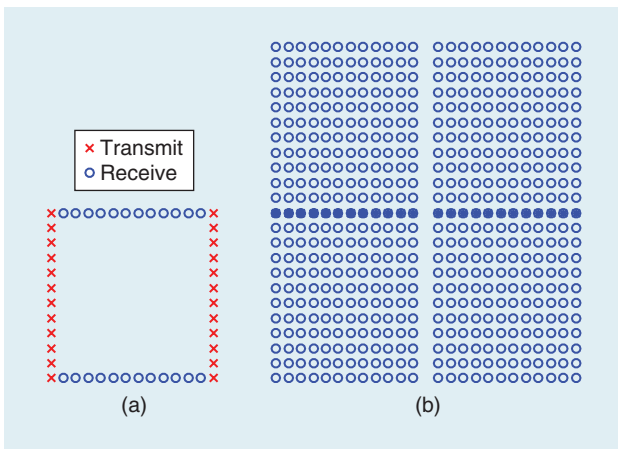 × Transmit
○ Receive
(a)
(b)